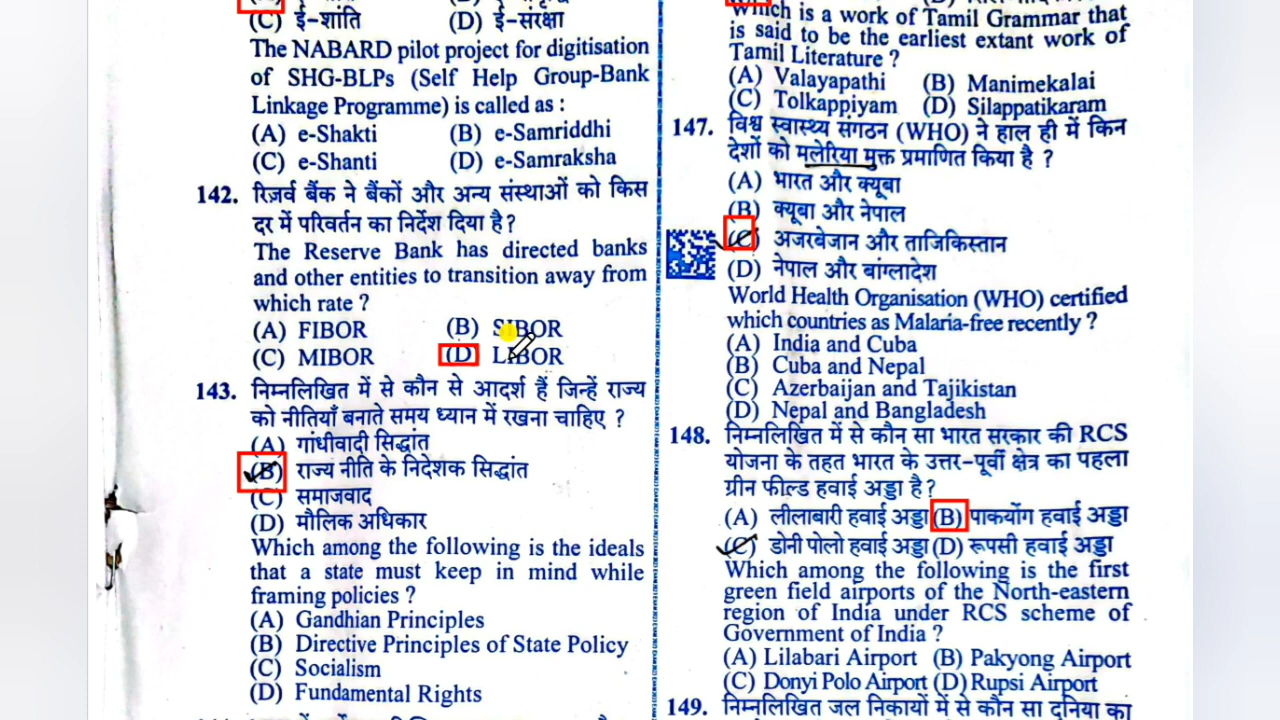 (C) ई-शांति (D) ई-संरक्षा
The NABARD pilot project for digitisation
of SHG-BLPs (Self Help Group-Bank
Linkage Programme) is called as :
(A) e-Shakti (B) e-Samriddhi
(C) e-Shanti (D) e-Samraksha
142. रिज़र्व बैंक ने बैंकों और अन्य संस्थाओं को किस
दर में परिवर्तन का निर्देश दिया है?
The Reserve Bank has directed banks
and other entities to transition away from
which rate ?
(A) FIBOR (B) SIBOR
(C) MIBOR (D) LIBOR
143. निम्नलिखित में से कौन से आदर्श हैं जिन्हें राज्य
को नीतियाँ बनाते समय ध्यान में रखना चाहिए ?
(A) गांधीवादी सिद्धांत
(B) राज्य नीति के निदेशक सिद्धांत
(C) समाजवाद
(D) मौलिक अधिकार
Which among the following is the ideals
that a state must keep in mind while
framing policies ?
(A) Gandhian Principles
(B) Directive Principles of State Policy
(C) Socialism
(D) Fundamental Rights
Which is a work of Tamil Grammar that
is said to be the earliest extant work of
Tamil Literature ?
(A) Valayapathi (B) Manimekalai
(C) Tolkappiyam (D) Silappatikaram
147. विश्व स्वास्थ्य संगठन (WHO) ने हाल ही में किन
देशों को मलेरिया मुक्त प्रमाणित किया है ?
(A) भारत और क्यूबा
(B) क्यूबा और नेपाल
(C) अजरबेजान और ताजिकिस्तान
(D) नेपाल और बांग्लादेश
World Health Organisation (WHO) certified
which countries as Malaria-free recently ?
(A) India and Cuba
(B) Cuba and Nepal
(C) Azerbaijan and Tajikistan
(D) Nepal and Bangladesh
148. निम्नलिखित में से कौन सा भारत सरकार की RCS
योजना के तहत भारत के उत्तर-पूर्वी क्षेत्र का पहला
ग्रीन फील्ड हवाई अड्डा है?
(A) लीलाबारी हवाई अड्डा (B) पाकयोंग हवाई अड्डा
(C) डोनी पोलो हवाई अड्डा (D) रूपसी हवाई अड्डा
Which among the following is the first
green field airports of the North-eastern
region of India under RCS scheme of
Government of India ?
(A) Lilabari Airport (B) Pakyong Airport
(C) Donyi Polo Airport (D) Rupsi Airport
149. निम्नलिखित जल निकायों में से कौन सा दुनिया का